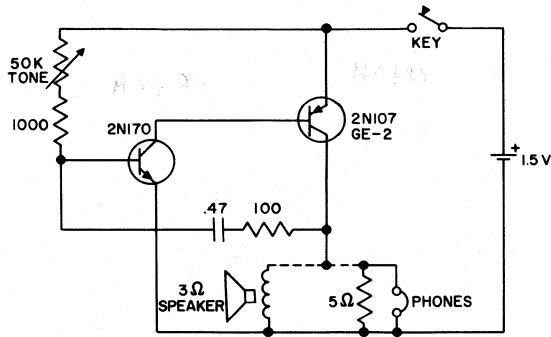 KEY
50K
TONE
1000
2N170
2N107
GE-2
+
1.5 V
.47
100
3Ω
SPEAKER
5Ω
PHONES